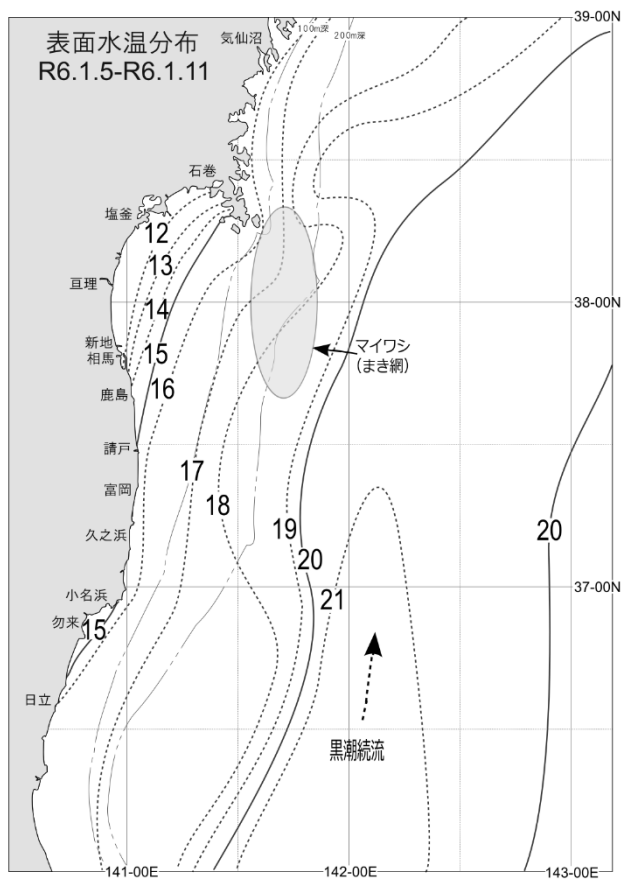 表面水温分布
R6.1.5-R6.1.11
気仙沼
100m深
200m深
39-00N
石巻
塩釜
12
13
亘理
14
38-00N
新地
相馬
15
マイワシ
(まき網)
鹿島
16
請戸
17
富岡
18
久之浜
19
20
20
小名浜
21
37-00N
勿来
15
日立
黒潮続流
141-00E
142-00E
143-00E